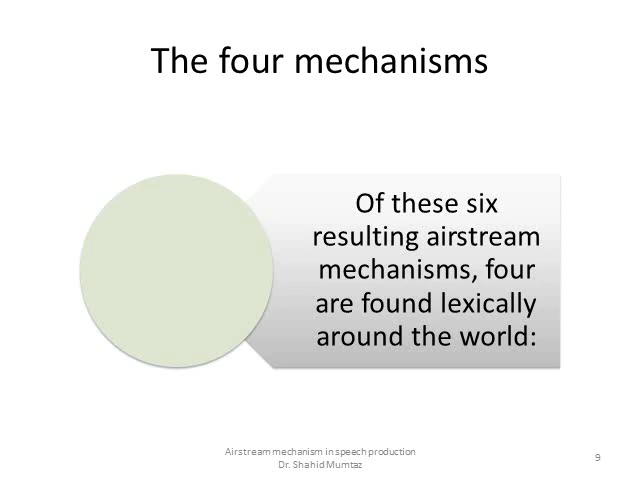 The four mechanisms
Of these six
resulting airstream
mechanisms, four
are found lexically
around the world:
Airstream mechanism in speech production
Dr. Shahid Mumtaz
9